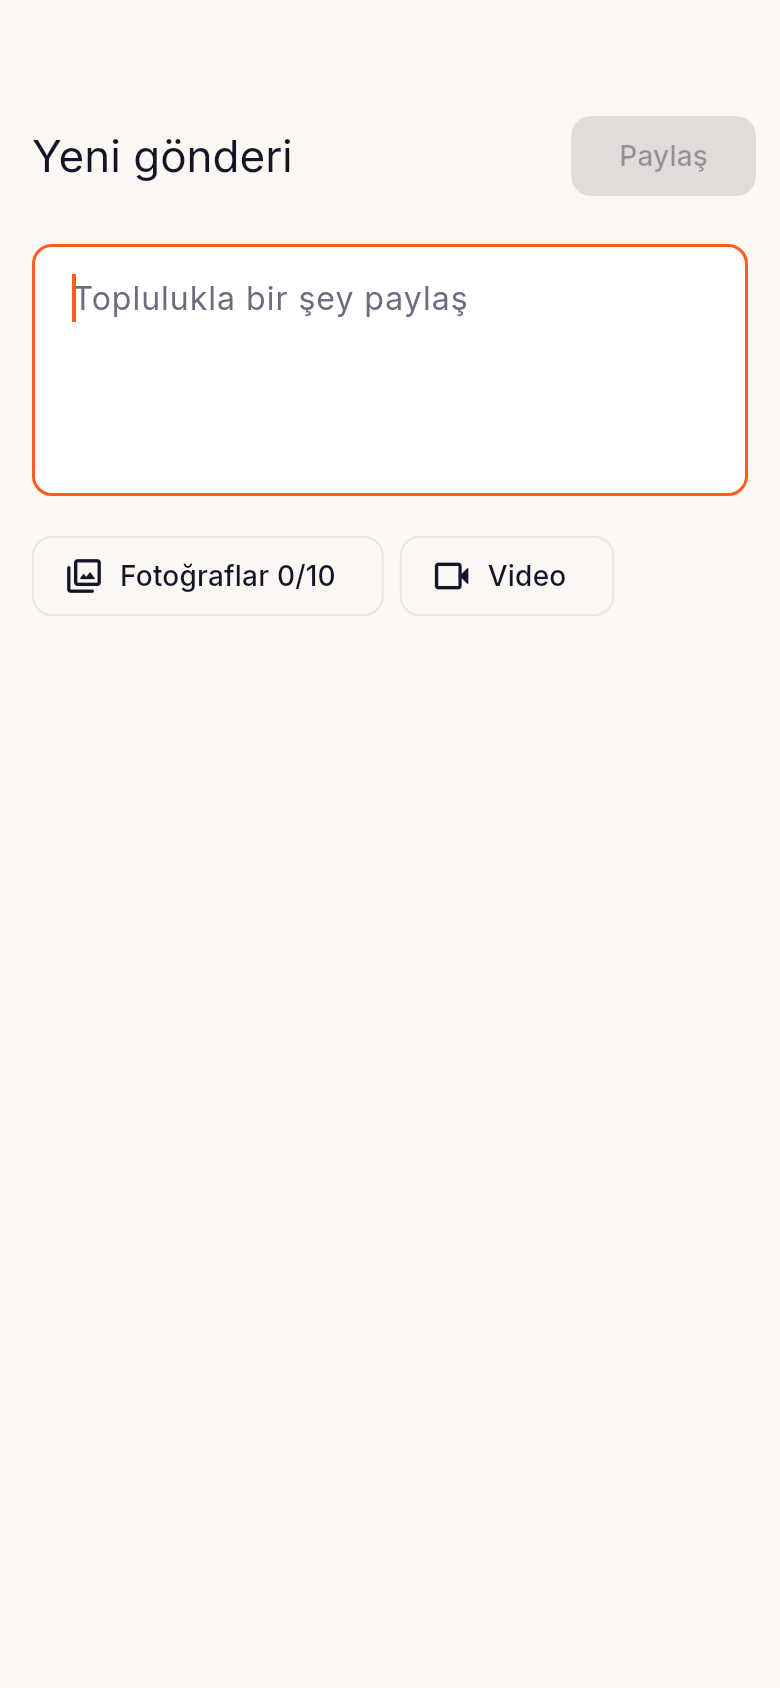 Yeni gönderi
Paylaş
Toplulukla bir şey paylaş
Fotoğraflar 0/10
Video